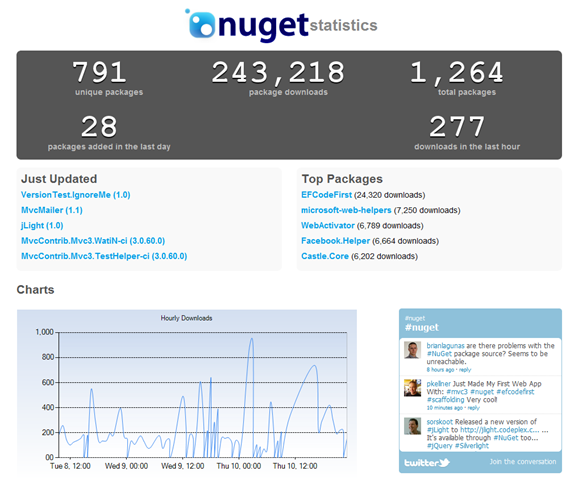 nuget statistics
791 243,218 1,264
unique packages package downloads total packages
28 277
packages added in the last day downloads in the last hour
Just Updated
VersionTest.IgnoreMe (1.0)
MvcMailer (1.1)
jLight (1.0)
MvcContrib.Mvc3.WatiN-ci (3.0.60.0)
MvcContrib.Mvc3.TestHelper-ci (3.0.60.0)
Top Packages
EFCodeFirst (24,320 downloads)
microsoft-web-helpers (7,250 downloads)
WebActivator (6,789 downloads)
Facebook.Helper (6,664 downloads)
Castle.Core (6,202 downloads)
Charts
Hourly Downloads
1,000
800
600
400
200
00
Tue 8, 12:00 Wed 9, 00:00 Wed 9, 12:00 Thu 10, 00:00 Thu 10, 12:00
#nuget
#nuget
brianlagunas are there problems with the
#NuGet package source? Seems to be
unreachable.
8 hours ago · reply
pkellner Just Made My First Web App
With: #mvc3 #nuget #efcodefirst
#scaffolding Very cool!
10 minutes ago · reply
sorskoot Released a new version of
#jLight to http://jlight.codeplex.c... ...
It's available through #NuGet too...
#jQuery #Silverlight
twitter Join the conversation